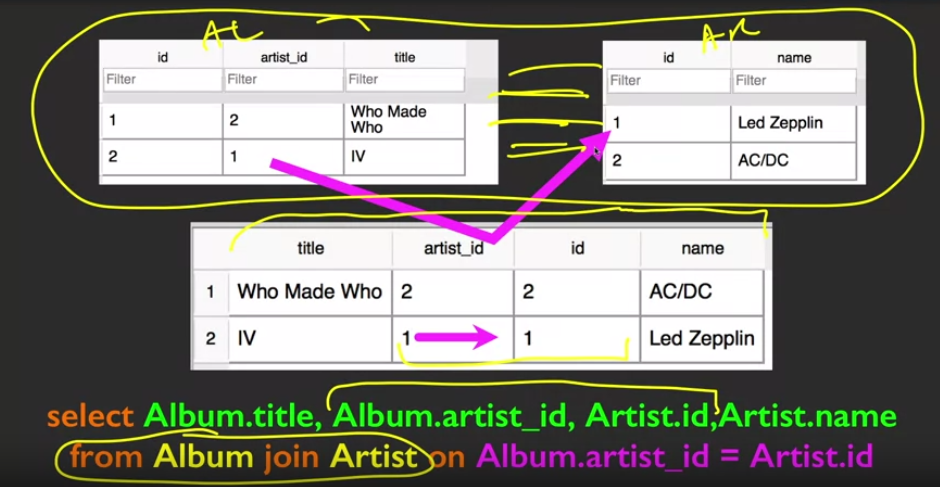 AL
Ar
id artist_id title
Filter Filter Filter
1 2 Who Made
Who
2 1 IV
id name
Filter Filter
1 Led Zepplin
2 AC/DC
title artist_id id name
1 Who Made Who 2 2 AC/DC
2 IV 1 1 Led Zepplin
select Album.title, Album.artist_id, Artist.id,Artist.name
from Album join Artist on Album.artist_id = Artist.id